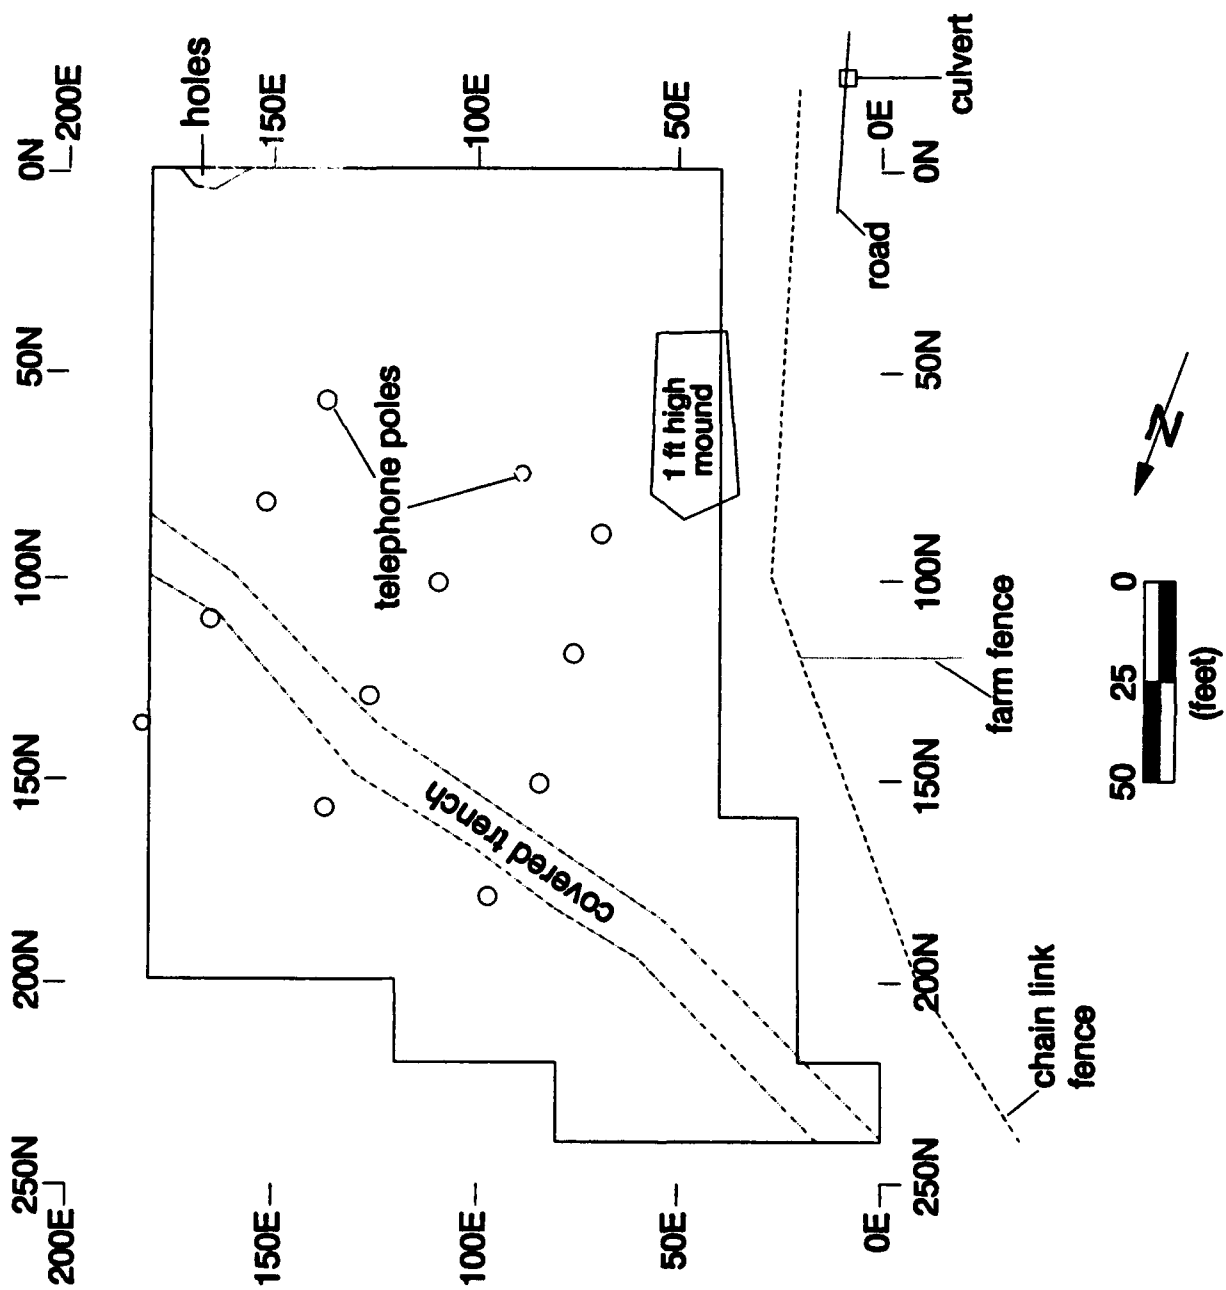 0N
50N
100N
150N
200N
250N
200E
holes
150E
100E
50E
0E
200E
150E
100E
50E
0E
telephone poles
1 ft high
mound
covered trench
road
culvert
0N
50N
100N
150N
200N
250N
farm fence
chain link
fence
N
50
25
0
(feet)